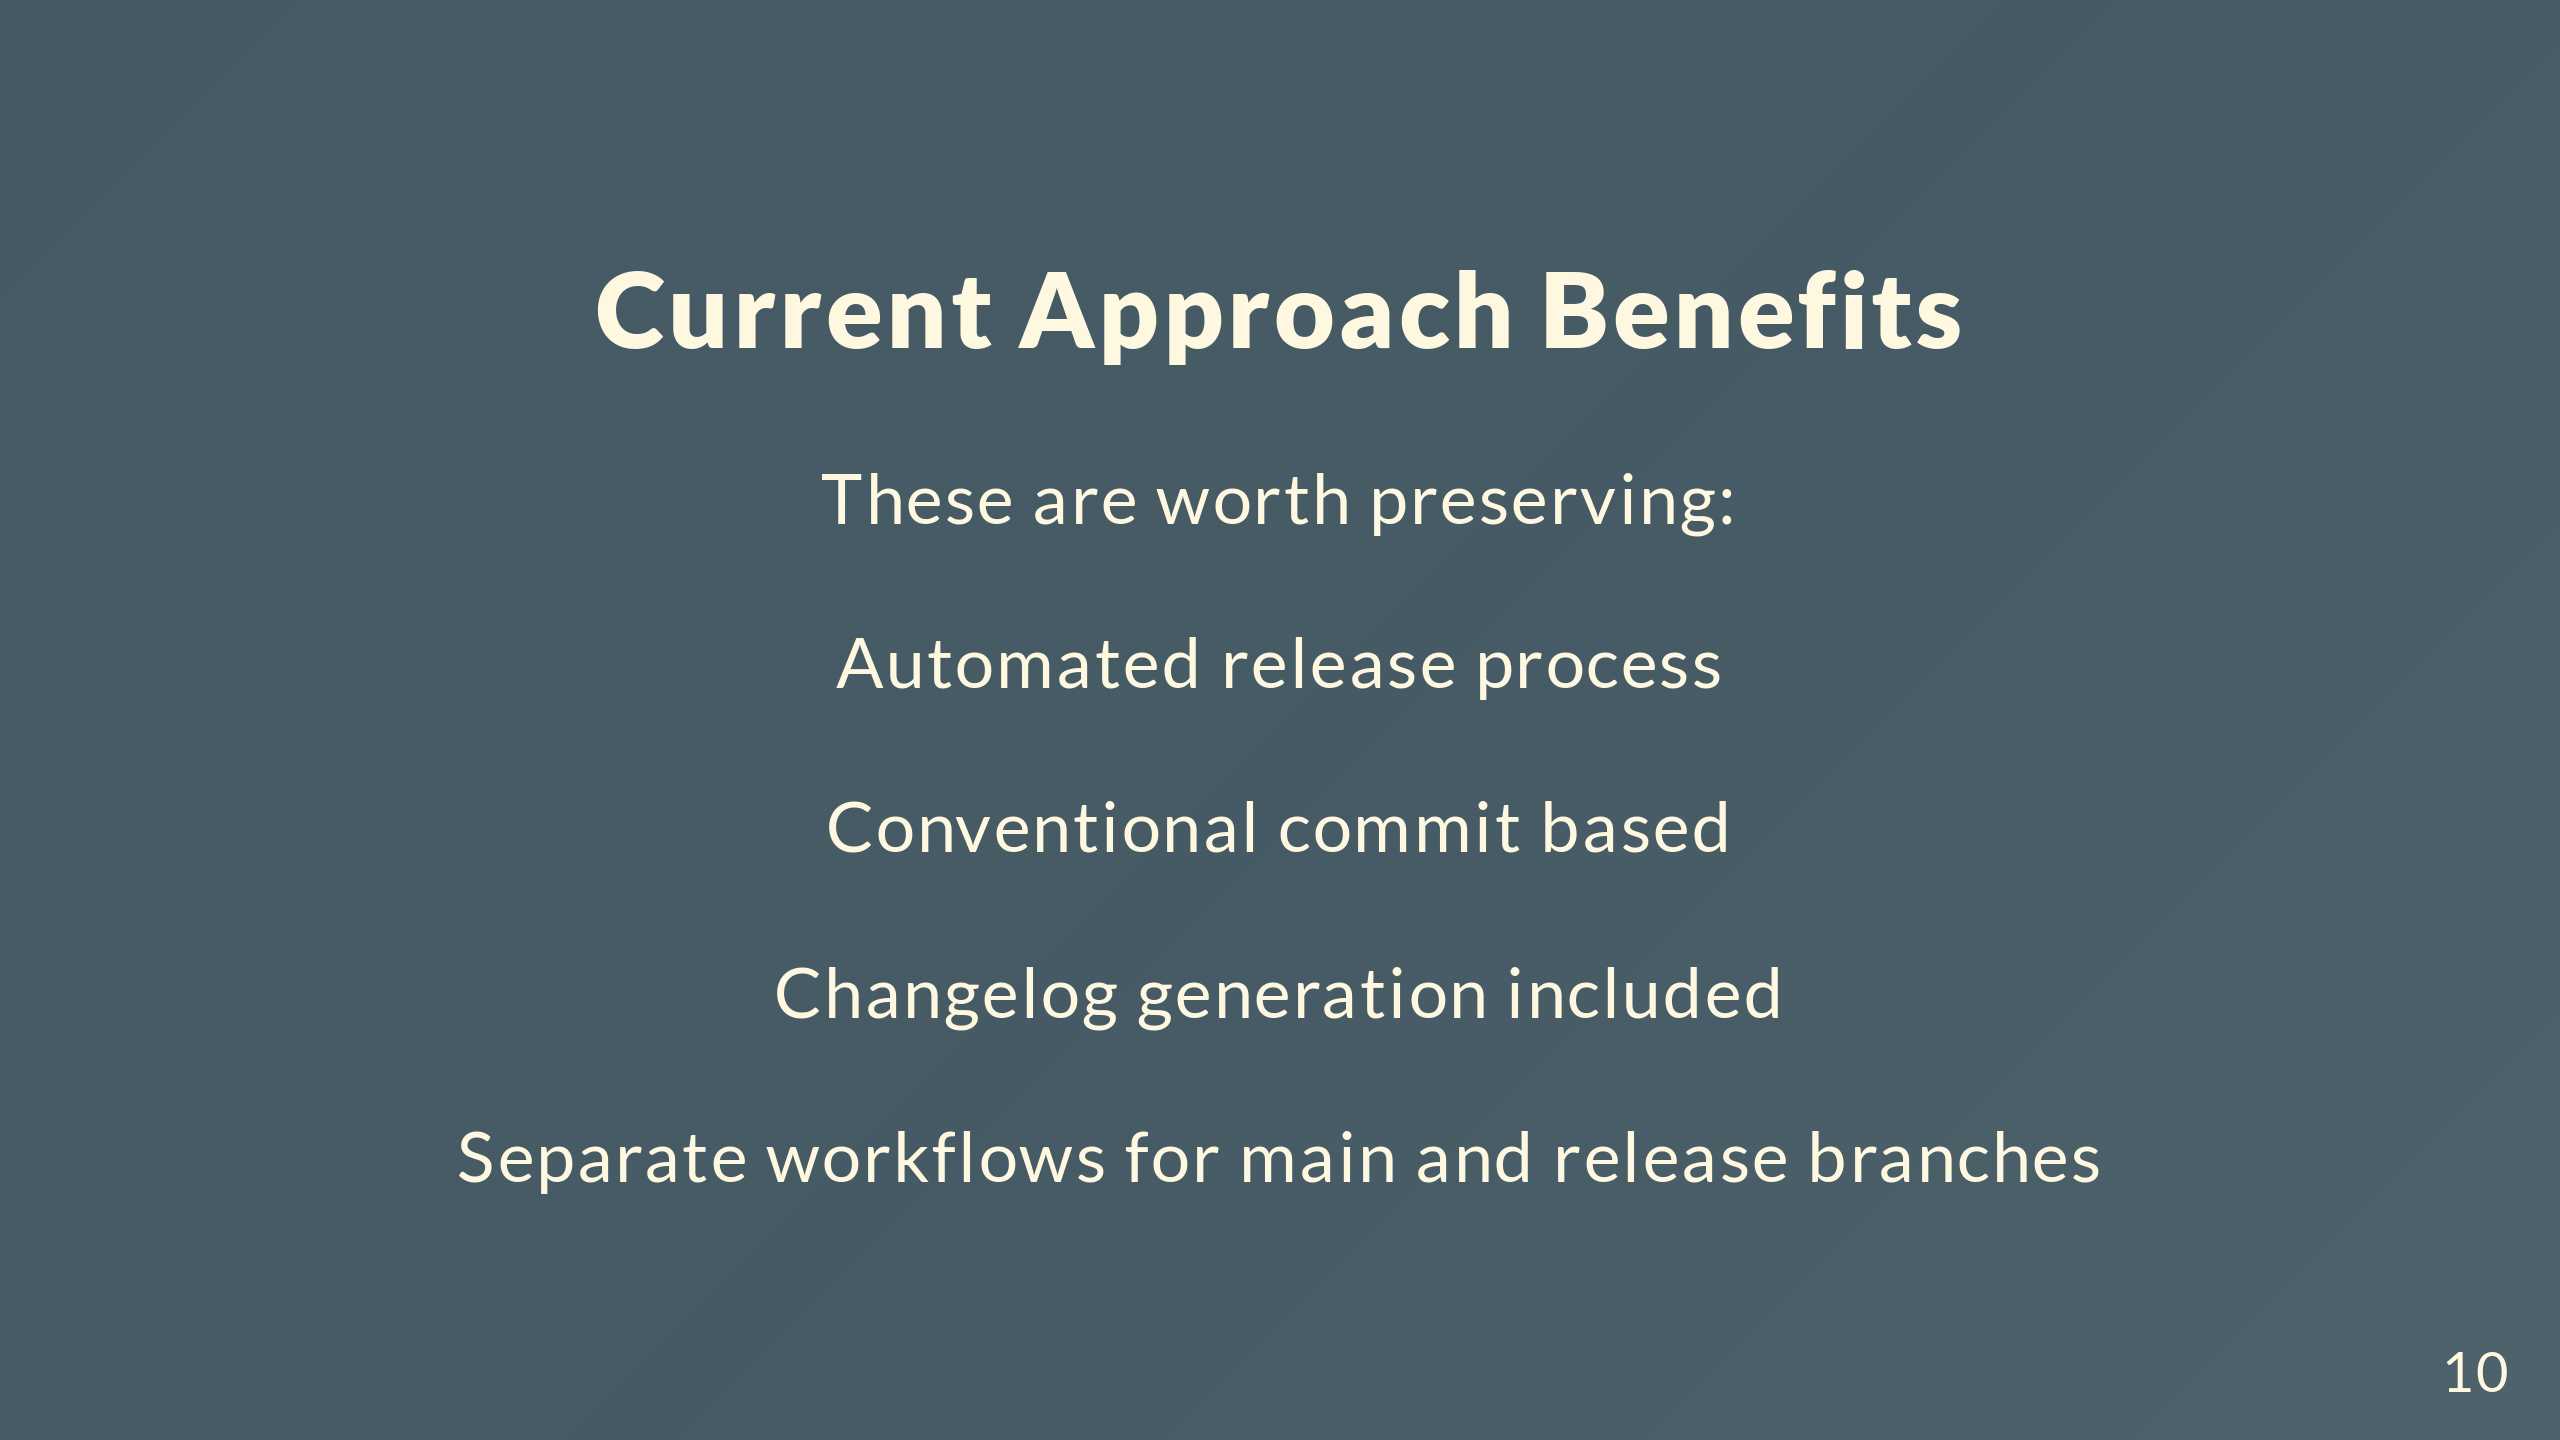 Current Approach Benefits
These are worth preserving:
Automated release process
Conventional commit based
Changelog generation included
Separate workflows for main and release branches
10